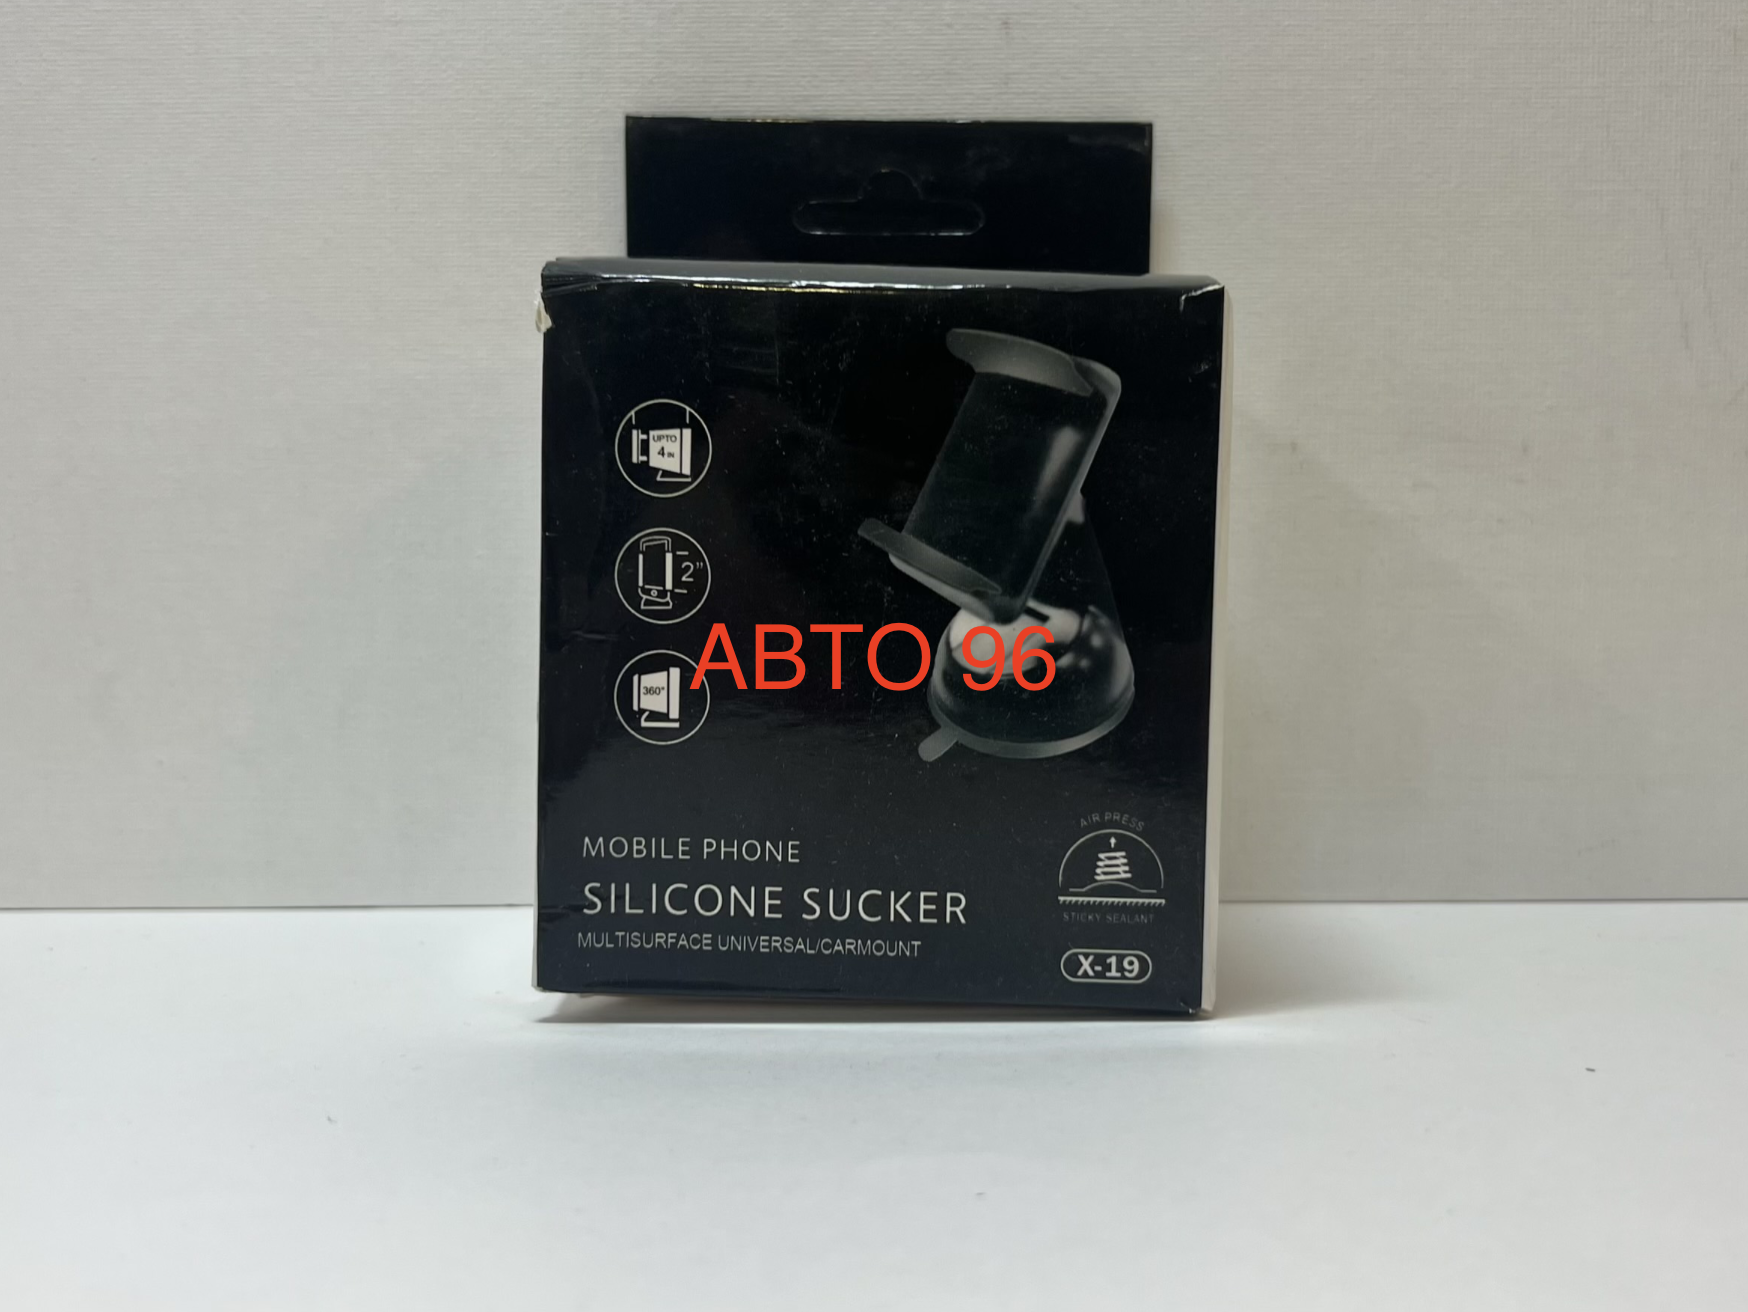 UPTO
4 IN
2"
АВТО 96
360°
MOBILE PHONE
SILICONE SUCKER
MULTISURFACE UNIVERSAL/CARMOUNT
AIR PRESS
STICKY SEALANT
X-19